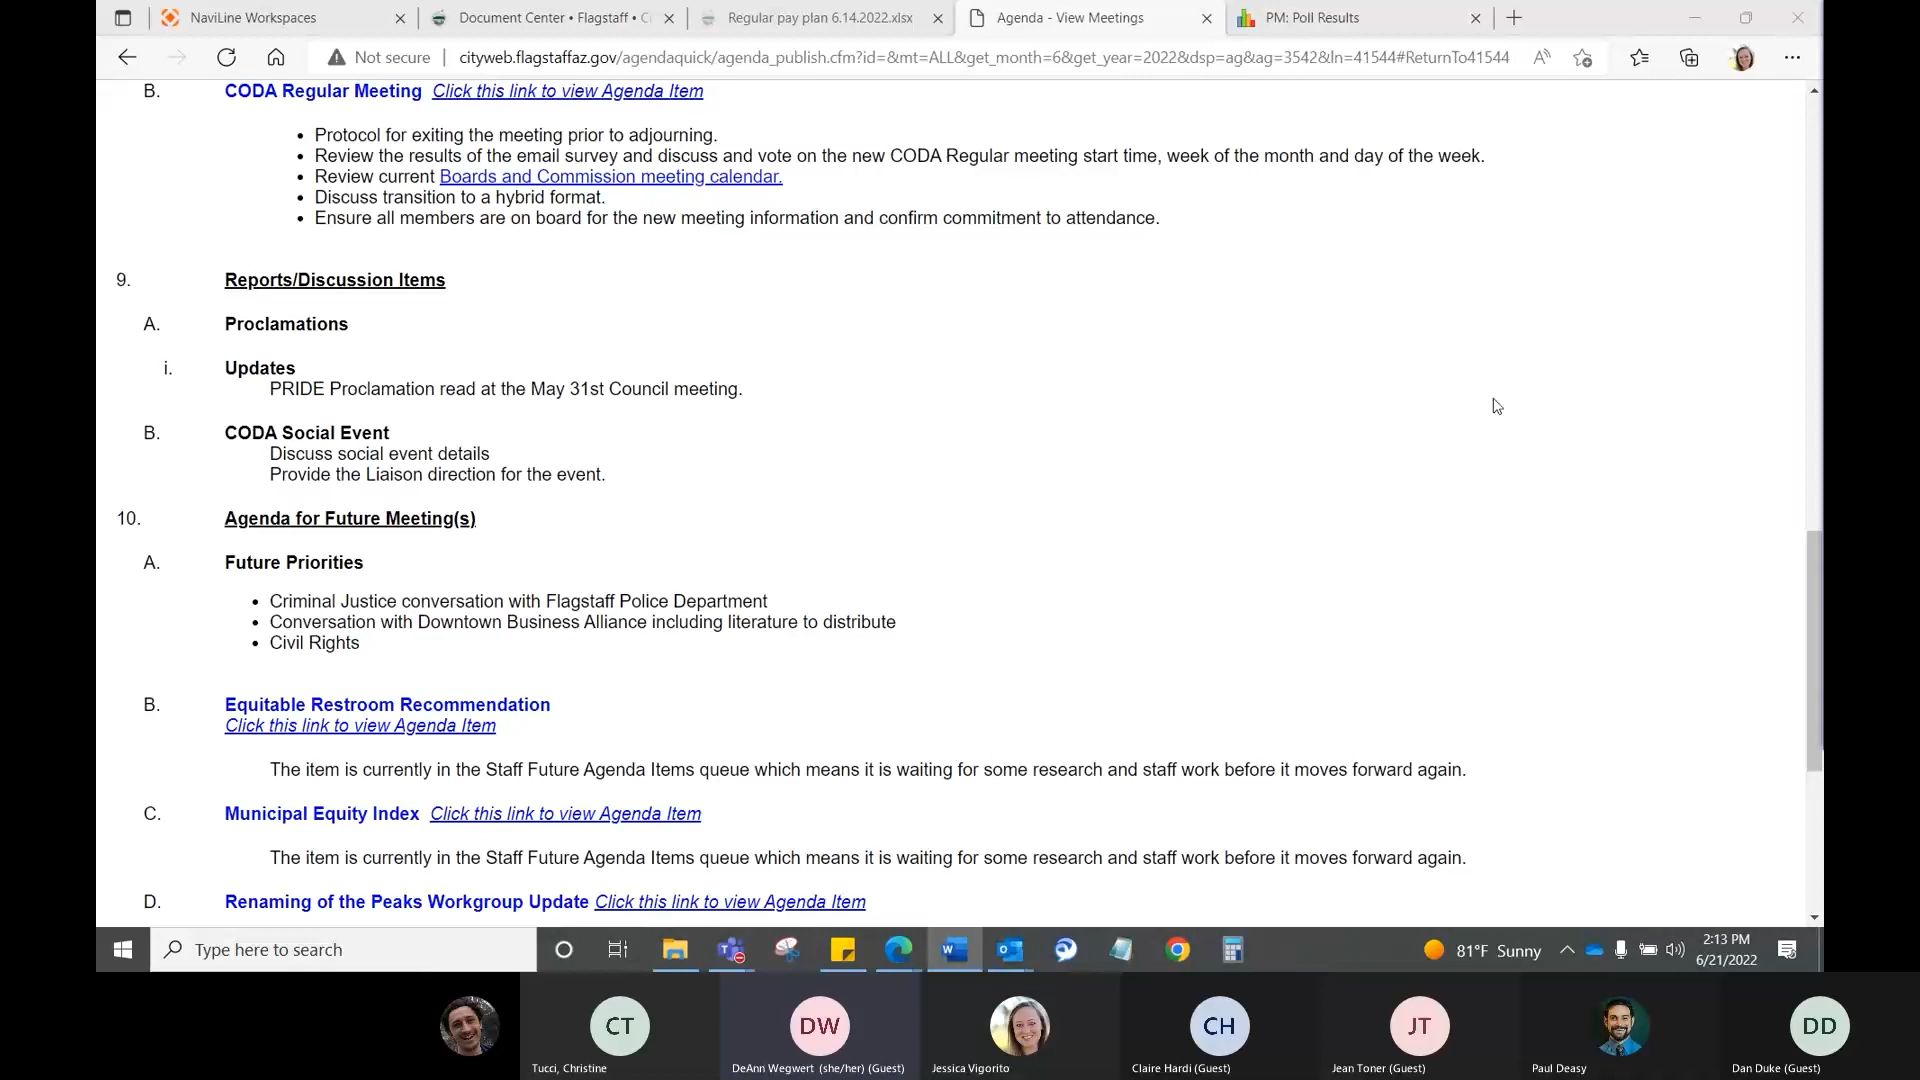 NaviLine Workspaces
Document Center • Flagstaff • C
Regular pay plan 6.14.2022.xlsx
Agenda - View Meetings
PM: Poll Results
Not secure
cityweb.flagstaffaz.gov/agendaquick/agenda_publish.cfm?id=&mt=ALL&get_month=6&get_year=2022&dsp=ag&ag=3542&ln=41544#ReturnTo41544
B. CODA Regular Meeting Click this link to view Agenda Item
• Protocol for exiting the meeting prior to adjourning.
• Review the results of the email survey and discuss and vote on the new CODA Regular meeting start time, week of the month and day of the week.
• Review current Boards and Commission meeting calendar.
• Discuss transition to a hybrid format.
• Ensure all members are on board for the new meeting information and confirm commitment to attendance.
9. Reports/Discussion Items
A. Proclamations
i. Updates
PRIDE Proclamation read at the May 31st Council meeting.
B. CODA Social Event
Discuss social event details
Provide the Liaison direction for the event.
10. Agenda for Future Meeting(s)
A. Future Priorities
• Criminal Justice conversation with Flagstaff Police Department
• Conversation with Downtown Business Alliance including literature to distribute
• Civil Rights
B. Equitable Restroom Recommendation
Click this link to view Agenda Item
The item is currently in the Staff Future Agenda Items queue which means it is waiting for some research and staff work before it moves forward again.
C. Municipal Equity Index Click this link to view Agenda Item
The item is currently in the Staff Future Agenda Items queue which means it is waiting for some research and staff work before it moves forward again.
D. Renaming of the Peaks Workgroup Update Click this link to view Agenda Item
Type here to search
81°F Sunny
2:13 PM
6/21/2022
CT
DW
CH
JT
DD
Tucci, Christine
DeAnn Wegwert (she/her) (Guest)
Jessica Vigorito
Claire Hardi (Guest)
Jean Toner (Guest)
Paul Deasy
Dan Duke (Guest)